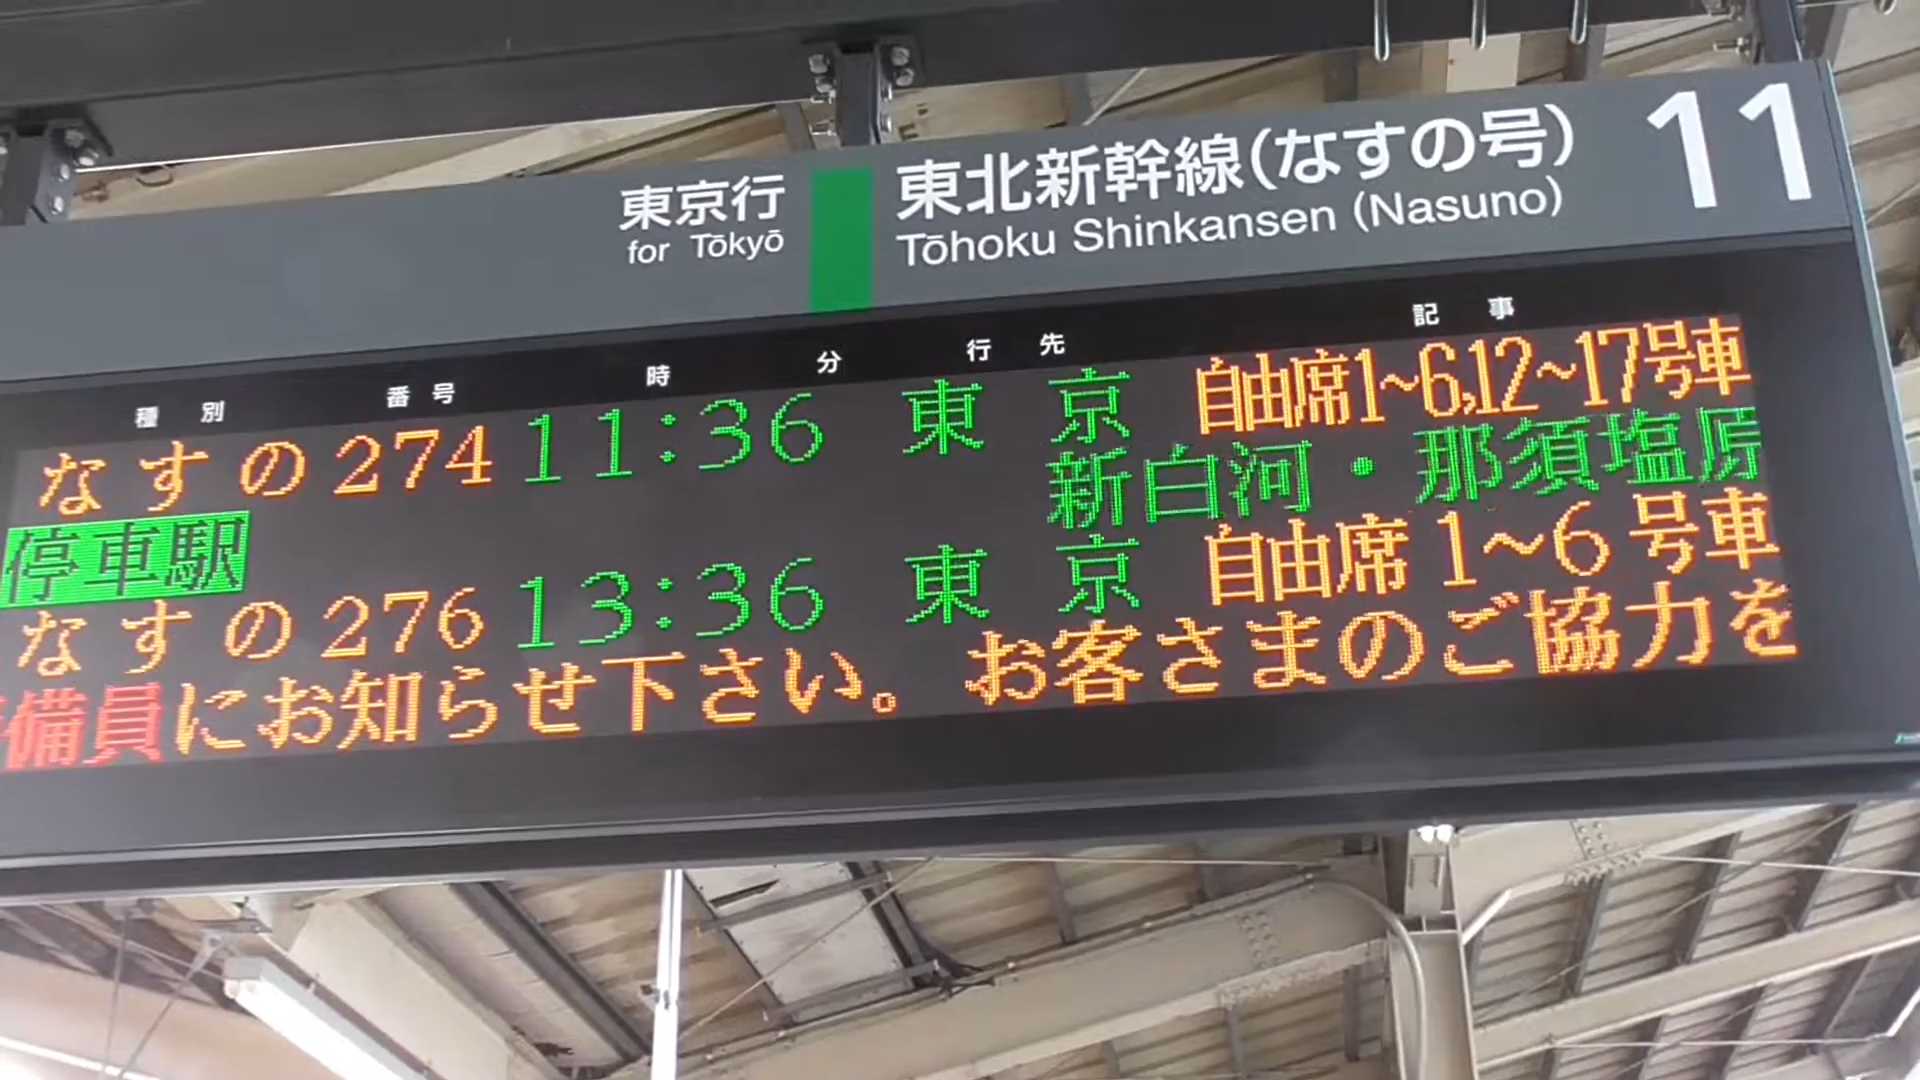 東京行 東北新幹線(なすの号) 11
for Tōkyō Tōhoku Shinkansen (Nasuno)
種別 番号 時 分 行先 記事
なすの 274 11:36 東京 自由席1~6,12~17号車
停車駅 新白河・那須塩原
なすの 276 13:36 東京 自由席 1~6 号車
備員にお知らせ下さい。 お客さまのご協力を